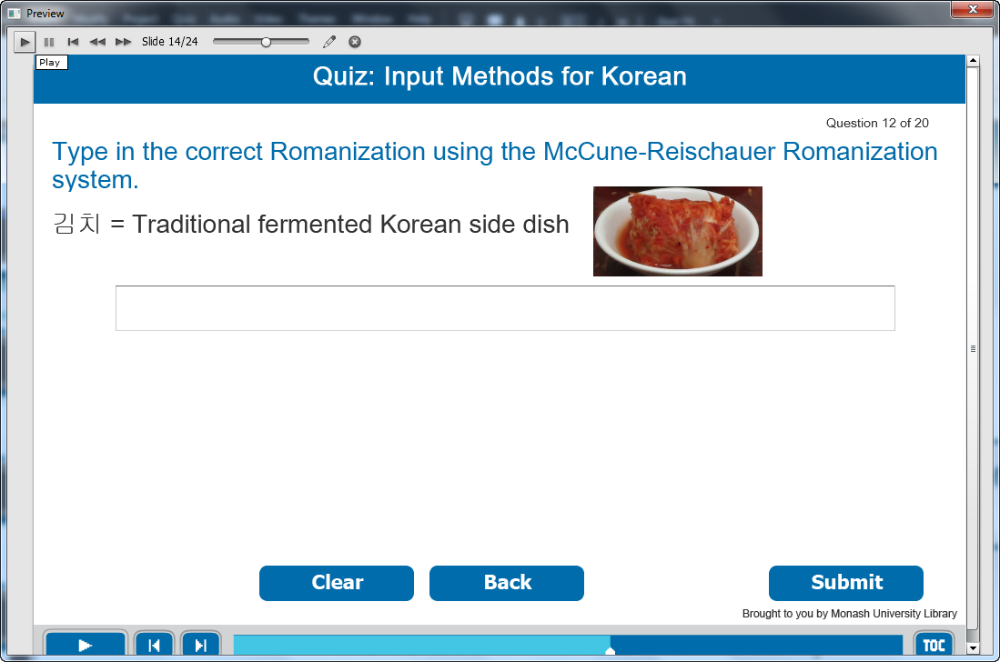 Preview
Slide 14/24
Play
Quiz: Input Methods for Korean
Question 12 of 20
Type in the correct Romanization using the McCune-Reischauer Romanization
system.
김치 = Traditional fermented Korean side dish
Clear
Back
Submit
Brought to you by Monash University Library
TOC